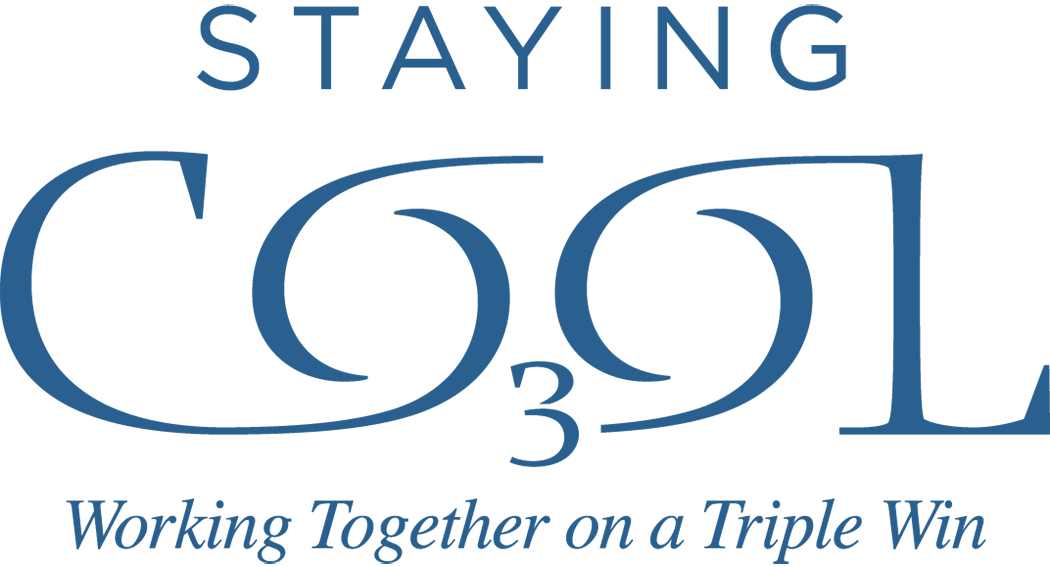 STAYING
CO₃OL
Working Together on a Triple Win